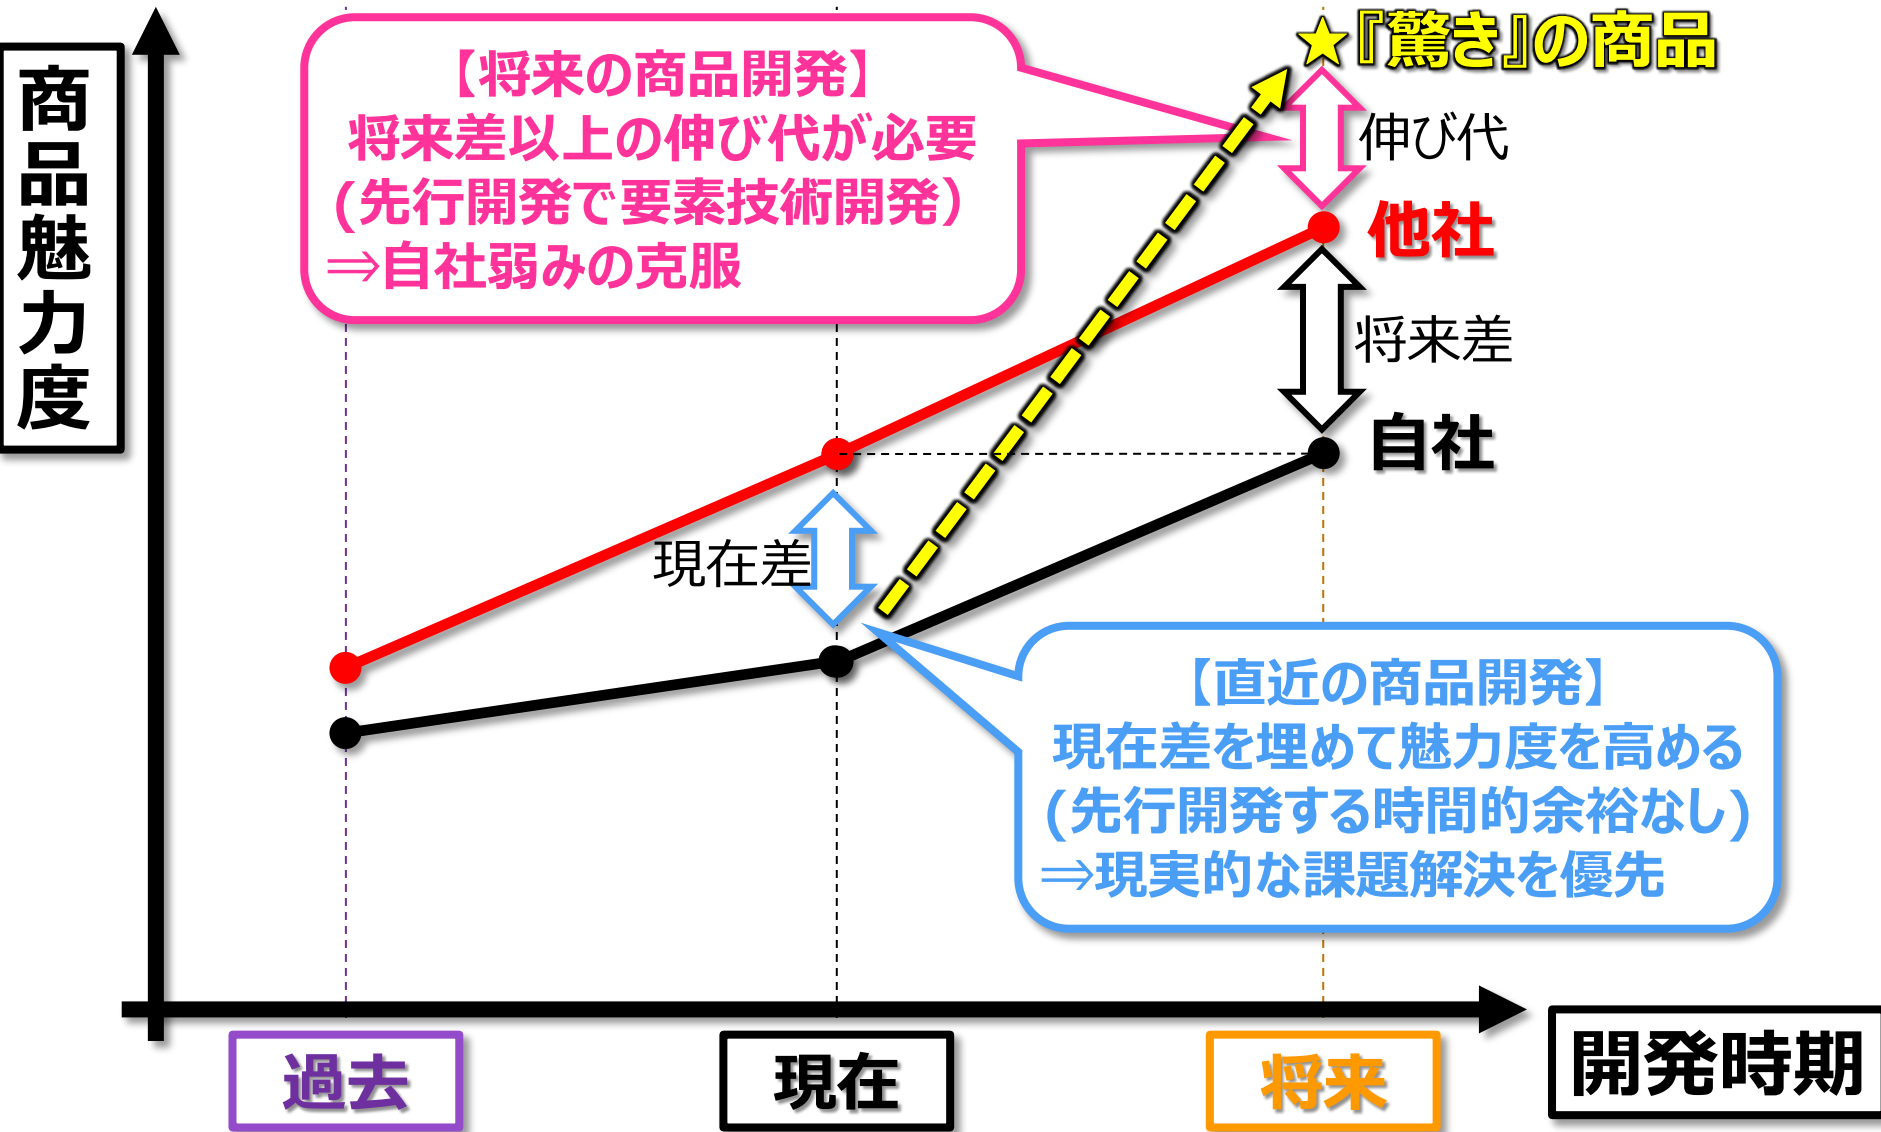 商品魅力度
【将来の商品開発】
将来差以上の伸び代が必要
(先行開発で要素技術開発）
⇒自社弱みの克服
★『驚き』の商品
伸び代
他社
将来差
自社
現在差
【直近の商品開発】
現在差を埋めて魅力度を高める
(先行開発する時間的余裕なし)
⇒現実的な課題解決を優先
過去
現在
将来
開発時期